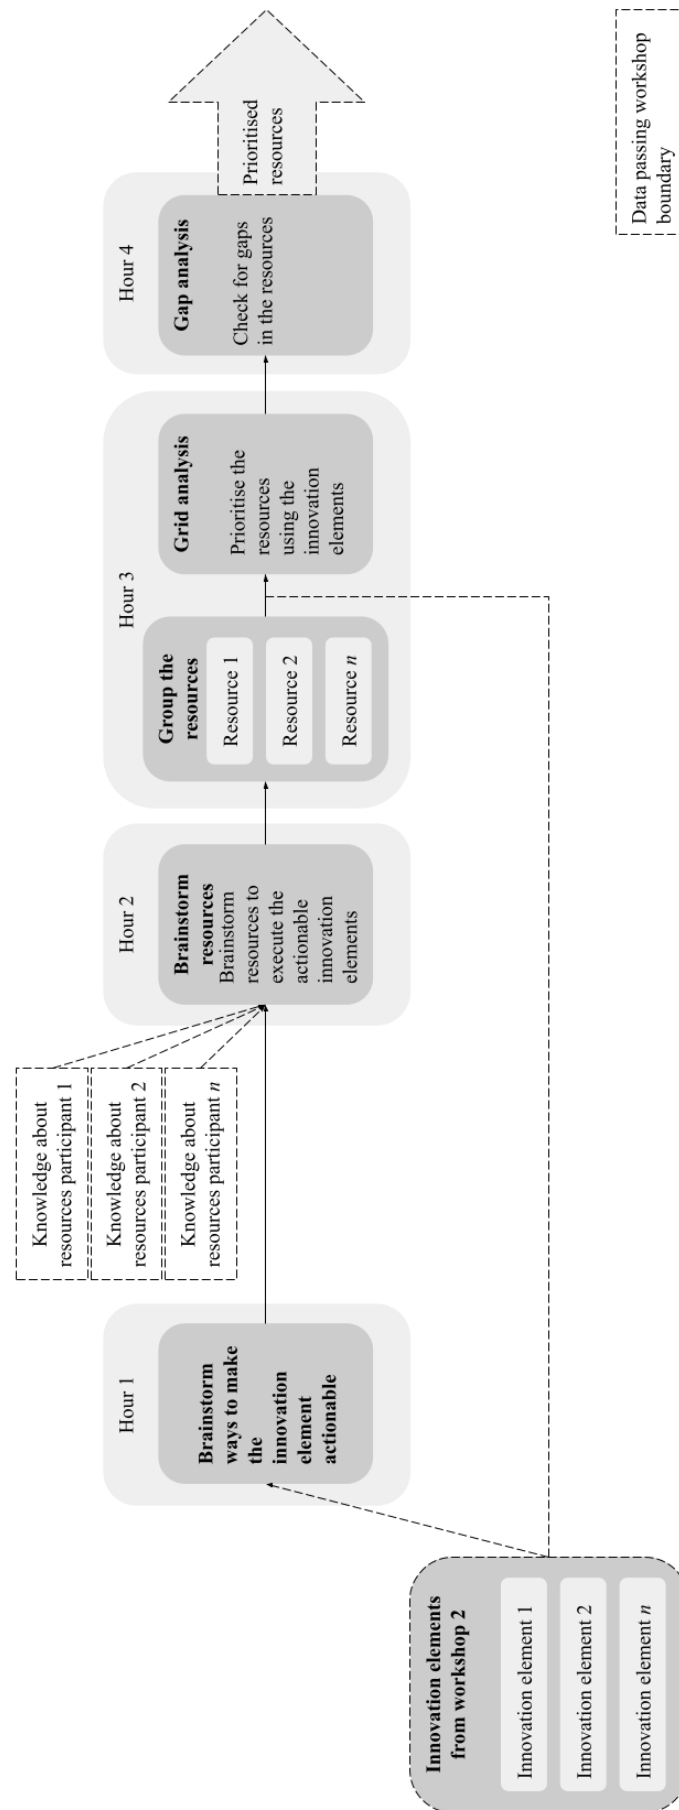 Innovation elements
from workshop 2
Innovation element 1
Innovation element 2
Innovation element n
Hour 1
Brainstorm
ways to make
the
innovation
element
actionable
Knowledge about
resources participant 1
Knowledge about
resources participant 2
Knowledge about
resources participant n
Hour 2
Brainstorm
resources
Brainstorm
resources to
execute the
actionable
innovation
elements
Hour 3
Group the
resources
Resource 1
Resource 2
Resource n
Grid analysis
Prioritise the
resources
using the
innovation
elements
Hour 4
Gap analysis
Check for gaps
in the resources
Prioritised
resources
Data passing workshop
boundary